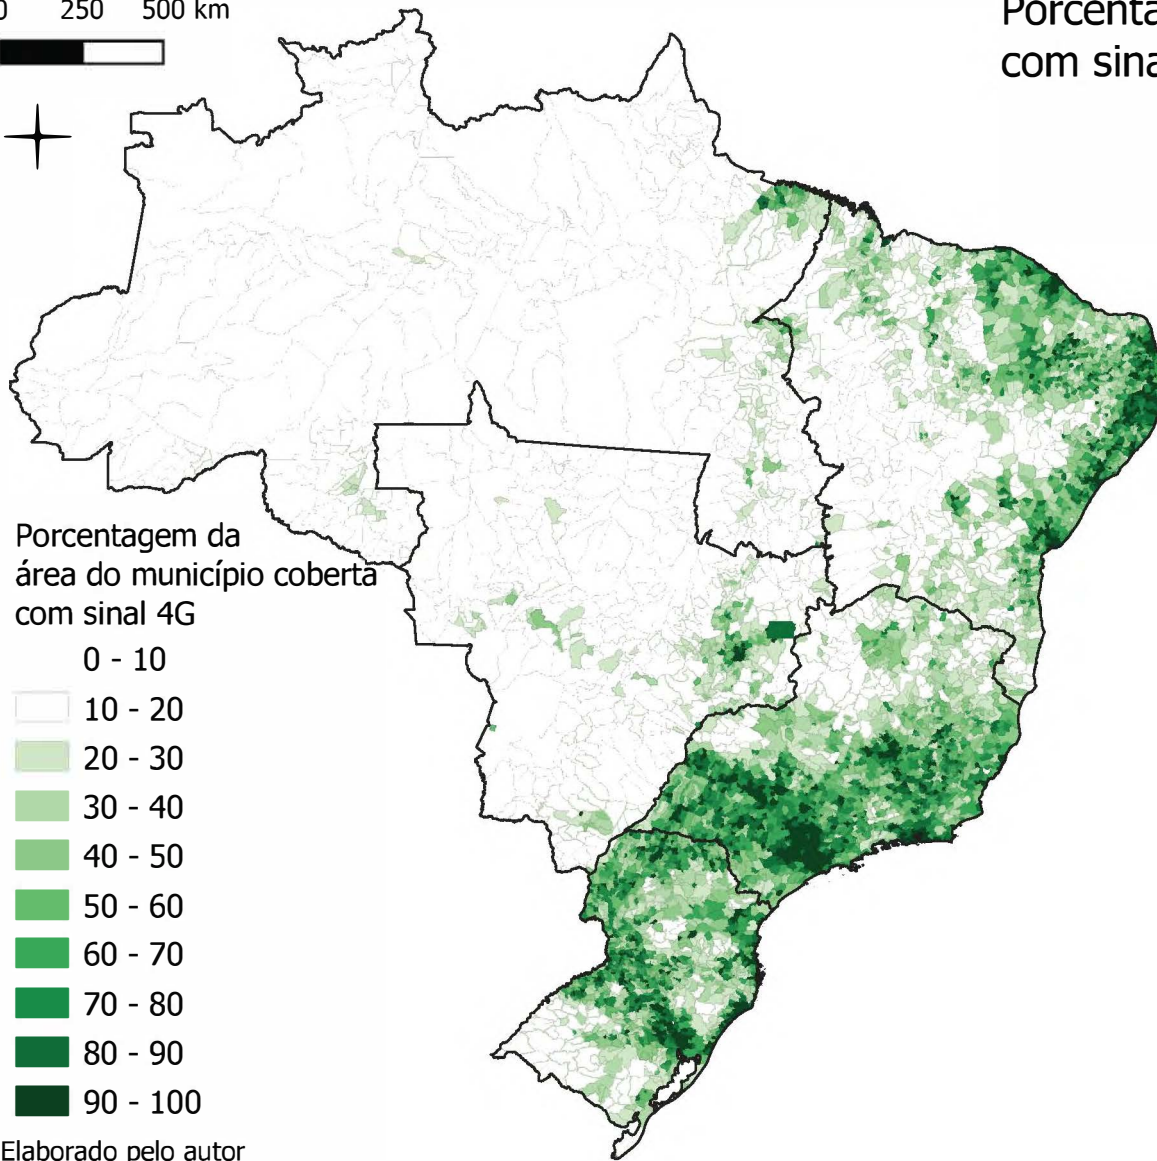 0 250 500 km
Porcenta
com sina
Porcentagem da
área do município coberta
com sinal 4G
0 - 10
10 - 20
20 - 30
30 - 40
40 - 50
50 - 60
60 - 70
70 - 80
80 - 90
90 - 100
Elaborado pelo autor